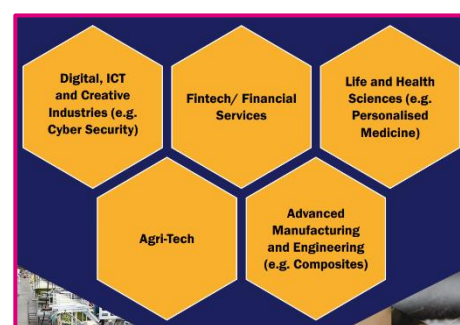 Digital, ICT
and Creative
Industries (e.g.
Cyber Security)
Fintech/ Financial
Services
Life and Health
Sciences (e.g.
Personalised
Medicine)
Agri-Tech
Advanced
Manufacturing
and Engineering
(e.g. Composites)